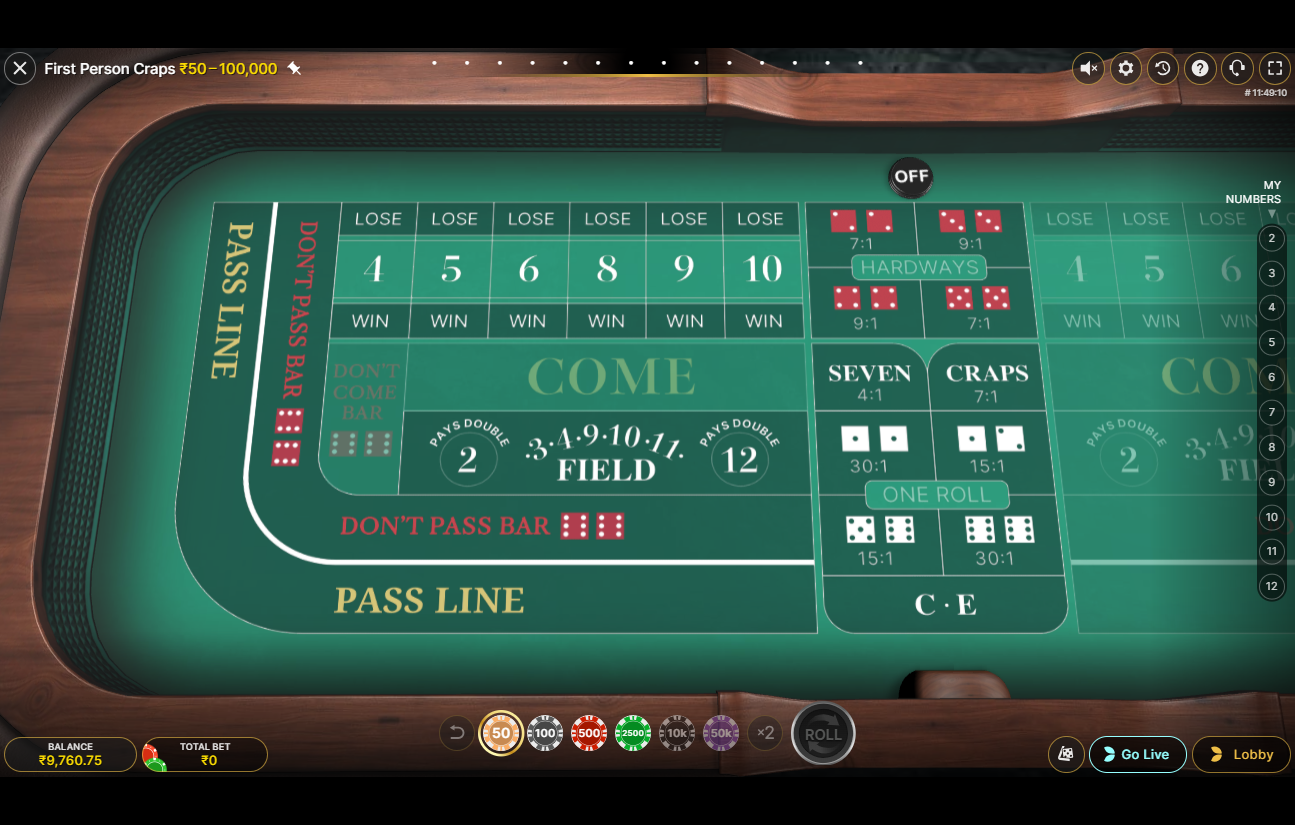 First Person Craps ₹50–100,000
# 11:49:10
OFF
MY
NUMBERS
PASS LINE
DON'T PASS BAR
LOSE LOSE LOSE LOSE LOSE LOSE
4 5 6 8 9 10
WIN WIN WIN WIN WIN WIN
7:1 9:1
HARDWAYS
9:1 7:1
LOSE LOSE LOSE LO
4 5 6
WIN WIN WIN
DON'T
COME
BAR
COME
PAYS DOUBLE
2
3·4·9·10·11
FIELD
PAYS DOUBLE
12
SEVEN
4:1
CRAPS
7:1
30:1 15:1
ONE ROLL
15:1 30:1
C·E
COM
PAYS DOUBLE
2
·3·4·9
FI
DON'T PASS BAR
PASS LINE
2
3
4
5
6
7
8
9
10
11
12
50
100
500
2500
10k
50k
×2
ROLL
BALANCE
₹9,760.75
TOTAL BET
₹0
Go Live
Lobby